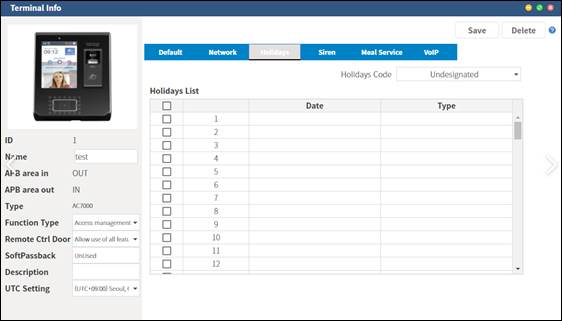 Terminal Info
Save Delete
Default Network Holidays Siren Meal Service VoIP
Holidays Code Undesignated
Holidays List
Date Type
1
2
3
4
5
6
7
8
9
10
11
12
ID 1
Name test
APB area in OUT
APB area out IN
Type AC7000
Function Type Access management
Remote Ctrl Door Allow use of all featu
SoftPassback UnUsed
Description
UTC Setting (UTC+09:00) Seoul,